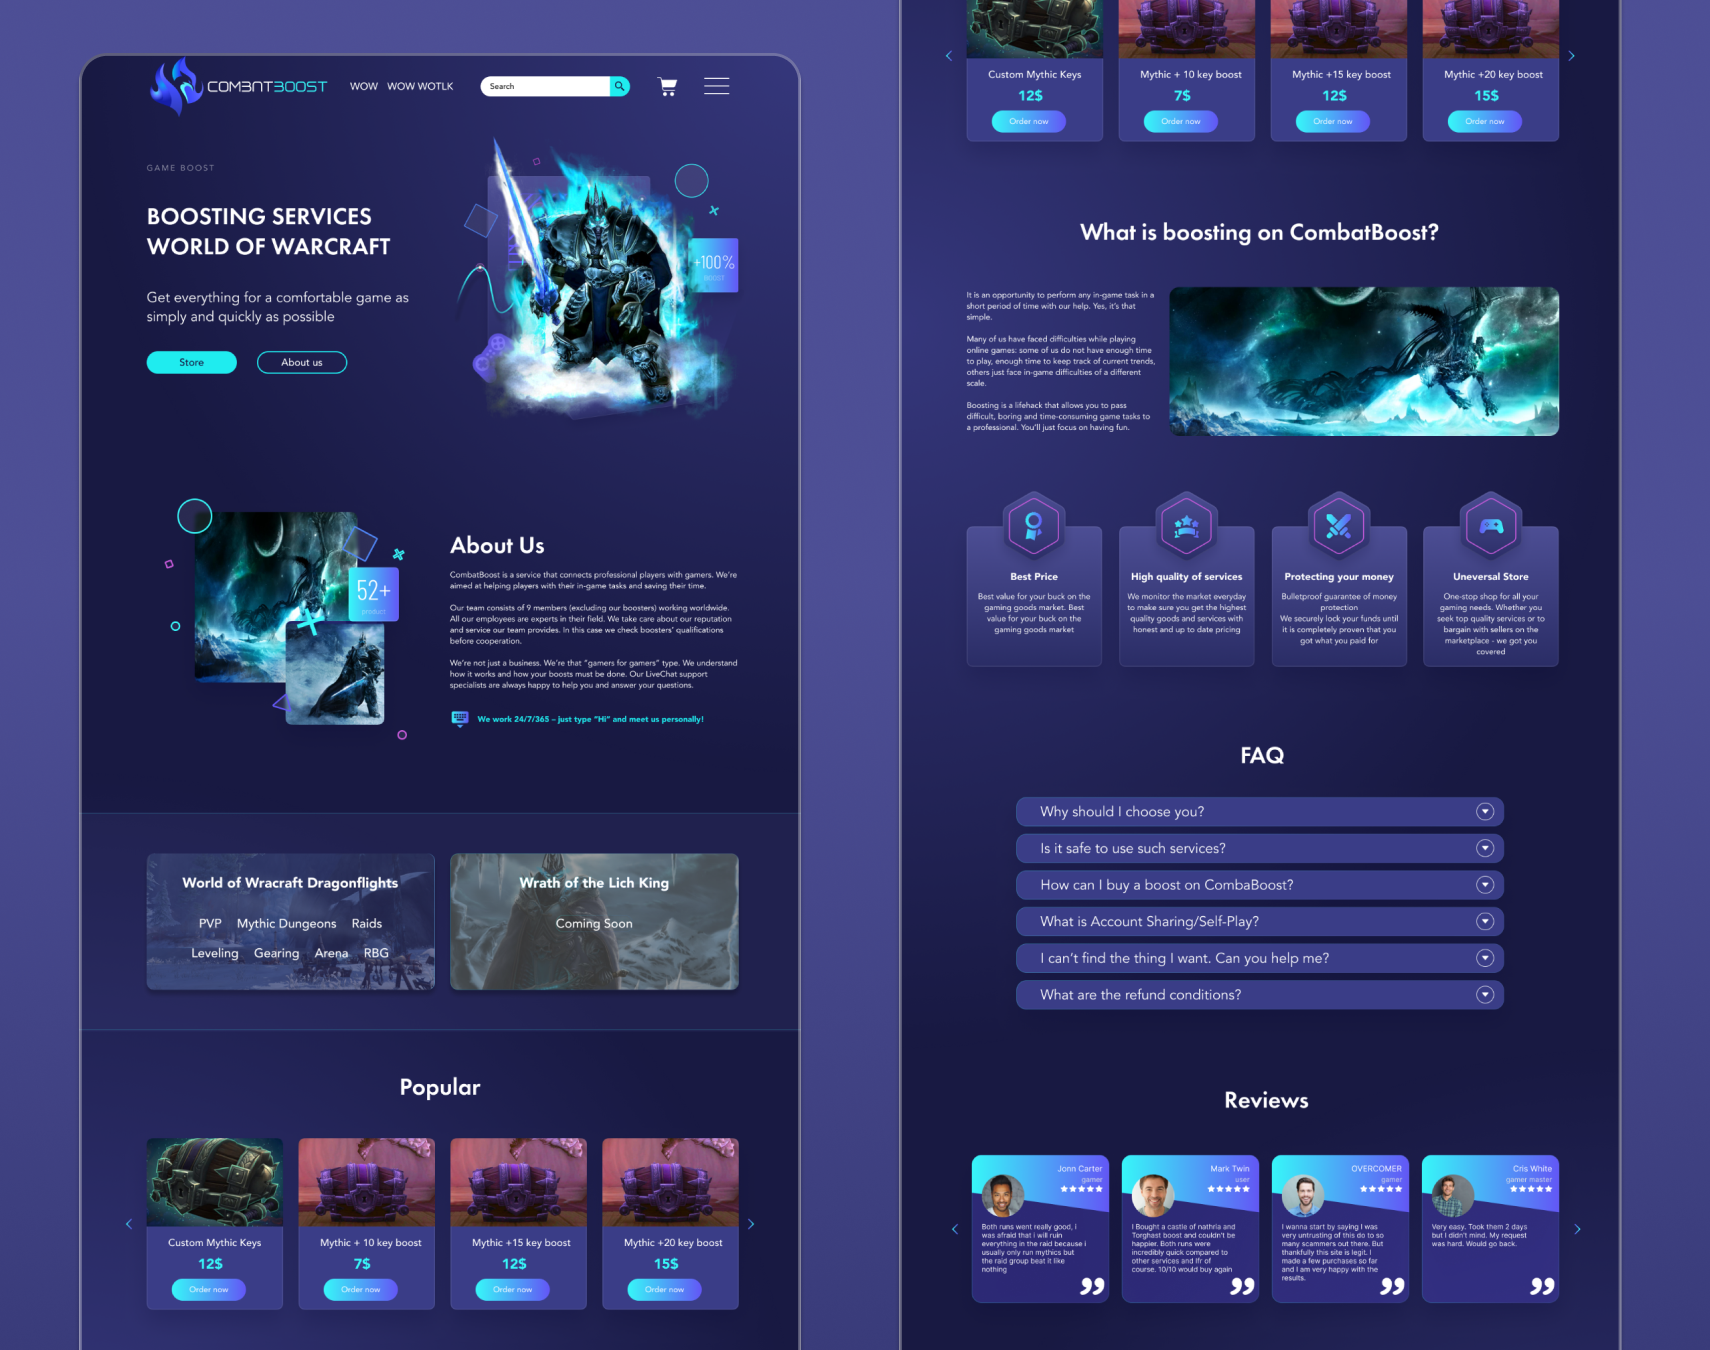 COMBATBOOST
WOW WOW WOTLK
Search
GAME BOOST
BOOSTING SERVICES
WORLD OF WARCRAFT
Get everything for a comfortable game as
simply and quickly as possible
Store
About us
+100%
BOOST
52+
product
About Us
CombatBoost is a service that connects professional players with gamers. We're
aimed at helping players with their in-game tasks and saving their time.
Our team consists of 9 members (excluding our boosters) working worldwide.
All our employees are experts in their field. We take care about our reputation
and service our team provides. In this case we check boosters' qualifications
before cooperation.
We're not just a business. We're that "gamers for gamers" type. We understand
how it works and how your boosts must be done. Our LiveChat support
specialists are always happy to help you and answer your questions.
We work 24/7/365 – just type "Hi" and meet us personally!
World of Wracraft Dragonflights
PVP Mythic Dungeons Raids
Leveling Gearing Arena RBG
Wrath of the Lich King
Coming Soon
Popular
Custom Mythic Keys
12$
Order now
Mythic + 10 key boost
7$
Order now
Mythic +15 key boost
12$
Order now
Mythic +20 key boost
15$
Order now
Custom Mythic Keys
12$
Order now
Mythic + 10 key boost
7$
Order now
Mythic +15 key boost
12$
Order now
Mythic +20 key boost
15$
Order now
What is boosting on CombatBoost?
It is an opportunity to perform any in-game task in a
short period of time with our help. Yes, it's that
simple.
Many of us have faced difficulties while playing
online games: some of us do not have enough time
to play, enough time to keep track of current trends,
others just face in-game difficulties of a different
scale.
Boosting is a lifehack that allows you to pass
difficult, boring and time-consuming game tasks to
a professional. You'll just focus on having fun.
Best Price
Best value for your buck on the
gaming goods market. Best
value for your buck on the
gaming goods market
High quality of services
We monitor the market everyday
to make sure you get the highest
quality goods and services with
honest and up to date pricing
Protecting your money
Bulletproof guarantee of money
protection
We securely lock your funds until
it is completely proven that you
got what you paid for
Uneversal Store
One-stop shop for all your
gaming needs. Whether you
seek top quality services or to
bargain with sellers on the
marketplace - we got you
covered
FAQ
Why should I choose you?
Is it safe to use such services?
How can I buy a boost on CombaBoost?
What is Account Sharing/Self-Play?
I can't find the thing I want. Can you help me?
What are the refund conditions?
Reviews
Jonn Carter
gamer
Both runs went really good, i
was afraid that i will ruin
everything in the raid because i
usually only run mythics but
the raid group beat it like
nothing
Mark Twin
user
I Bought a castle of nathria and
Torghast boost and couldn't be
happier. Both runs were
incredibly quick compared to
other services and lfr of
course. 10/10 would buy again
OVERCOMER
gamer
I wanna start by saying I was
very untrusting of this do to so
many scammers out there. But
thankfully this site is legit. I
made a few purchases so far
and I am very happy with the
results.
Cris White
gamer master
Very easy. Took them 2 days
but I didn't mind. My request
was hard. Would go back.